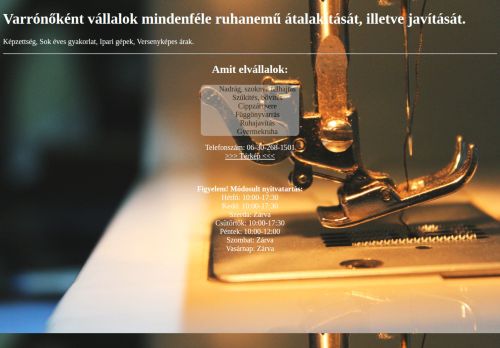 Varrónőként vállalok mindenféle ruhanemű átalakítását, illetve javítását.
Képzettség, Sok éves gyakorlat, Ipari gépek, Versenyképes árak.
Amit elvállalok:
Nadrág, szoknya felhajtás
Szűkítés, bővítés
Cippzárcsere
Függönyvarrás
Ruhajavítás
Gyermekruha
Telefonszám: 06-30-268-1501
>>> Térkép <<<
Figyelem! Módosult nyitvatartás:
Hétfő: 10:00-17:30
Kedd: 10:00-17:30
Szerda: Zárva
Csütörtök: 10:00-17:30
Péntek: 10:00-12:00
Szombat: Zárva
Vasárnap: Zárva